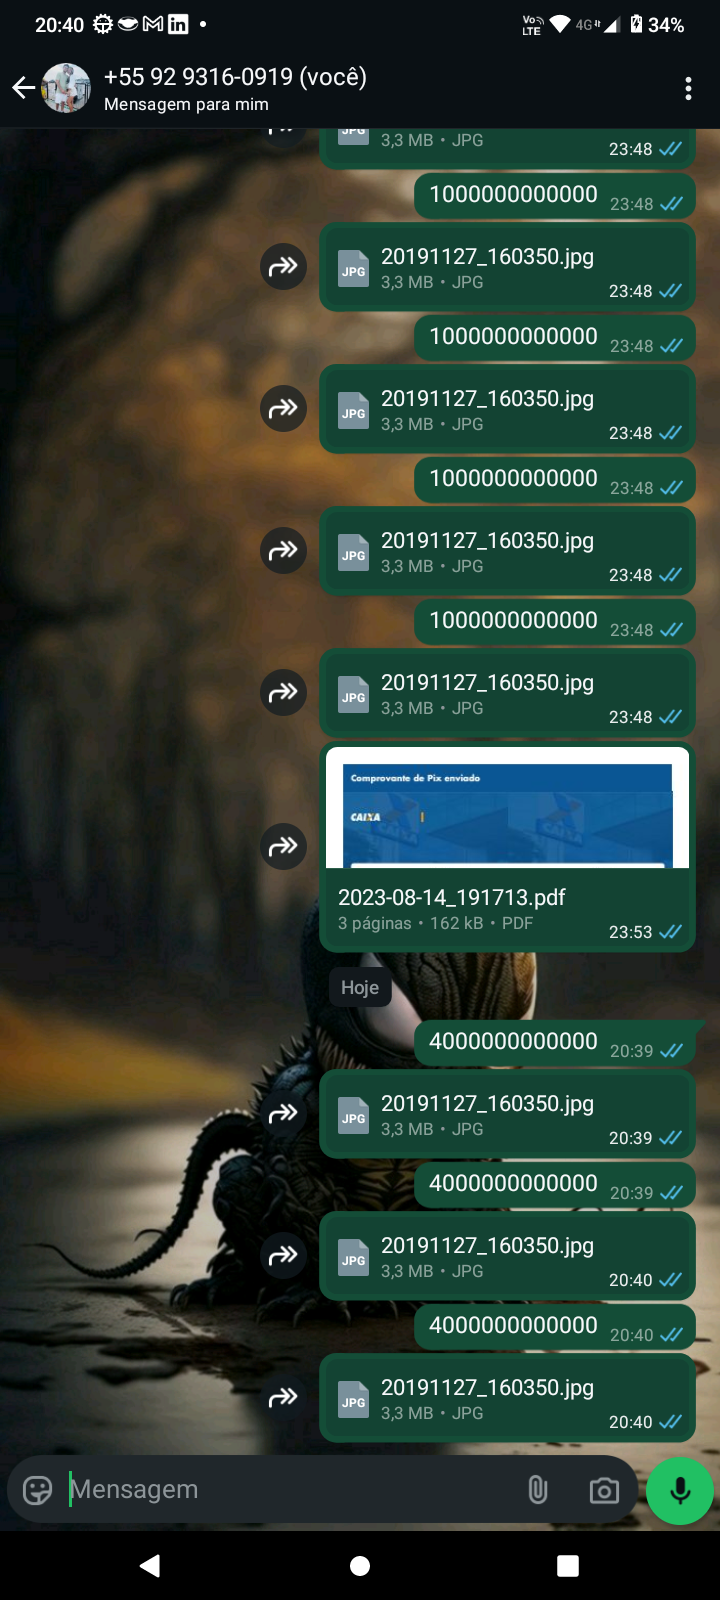 20:40 M in Vo LTE 4G 34%
+55 92 9316-0919 (você)
Mensagem para mim
JPG
3,3 MB • JPG
23:48
1000000000000 23:48
20191127_160350.jpg
JPG
3,3 MB • JPG
23:48
1000000000000 23:48
20191127_160350.jpg
JPG
3,3 MB • JPG
23:48
1000000000000 23:48
20191127_160350.jpg
JPG
3,3 MB • JPG
23:48
1000000000000 23:48
20191127_160350.jpg
JPG
3,3 MB • JPG
23:48
Comprovante de Pix enviado
CAIXA
CAIXA
CAIXA
2023-08-14_191713.pdf
3 páginas • 162 kB • PDF
23:53
Hoje
4000000000000 20:39
20191127_160350.jpg
JPG
3,3 MB • JPG
20:39
4000000000000 20:39
20191127_160350.jpg
JPG
3,3 MB • JPG
20:40
4000000000000 20:40
20191127_160350.jpg
JPG
3,3 MB • JPG
20:40
Mensagem